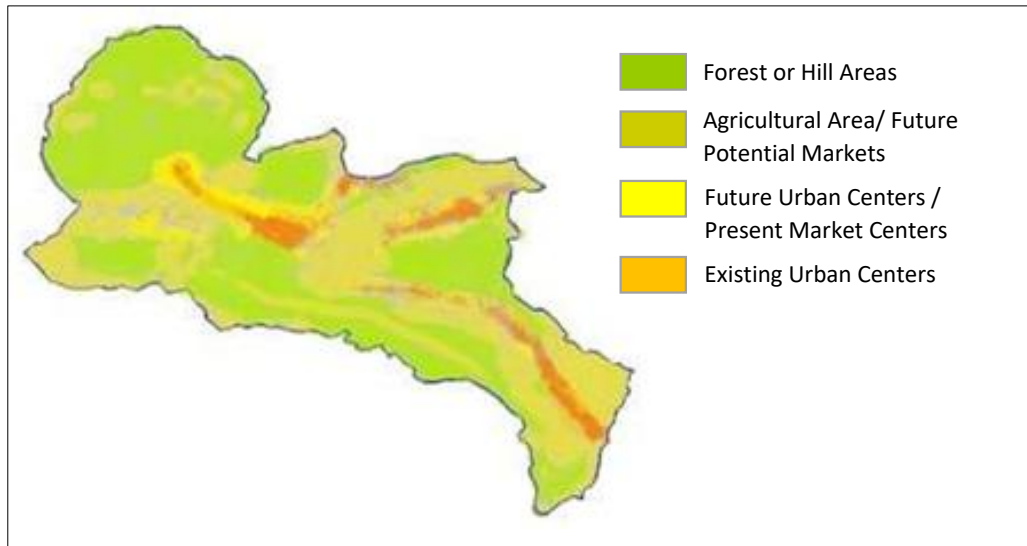 Forest or Hill Areas
Agricultural Area/ Future
Potential Markets
Future Urban Centers /
Present Market Centers
Existing Urban Centers